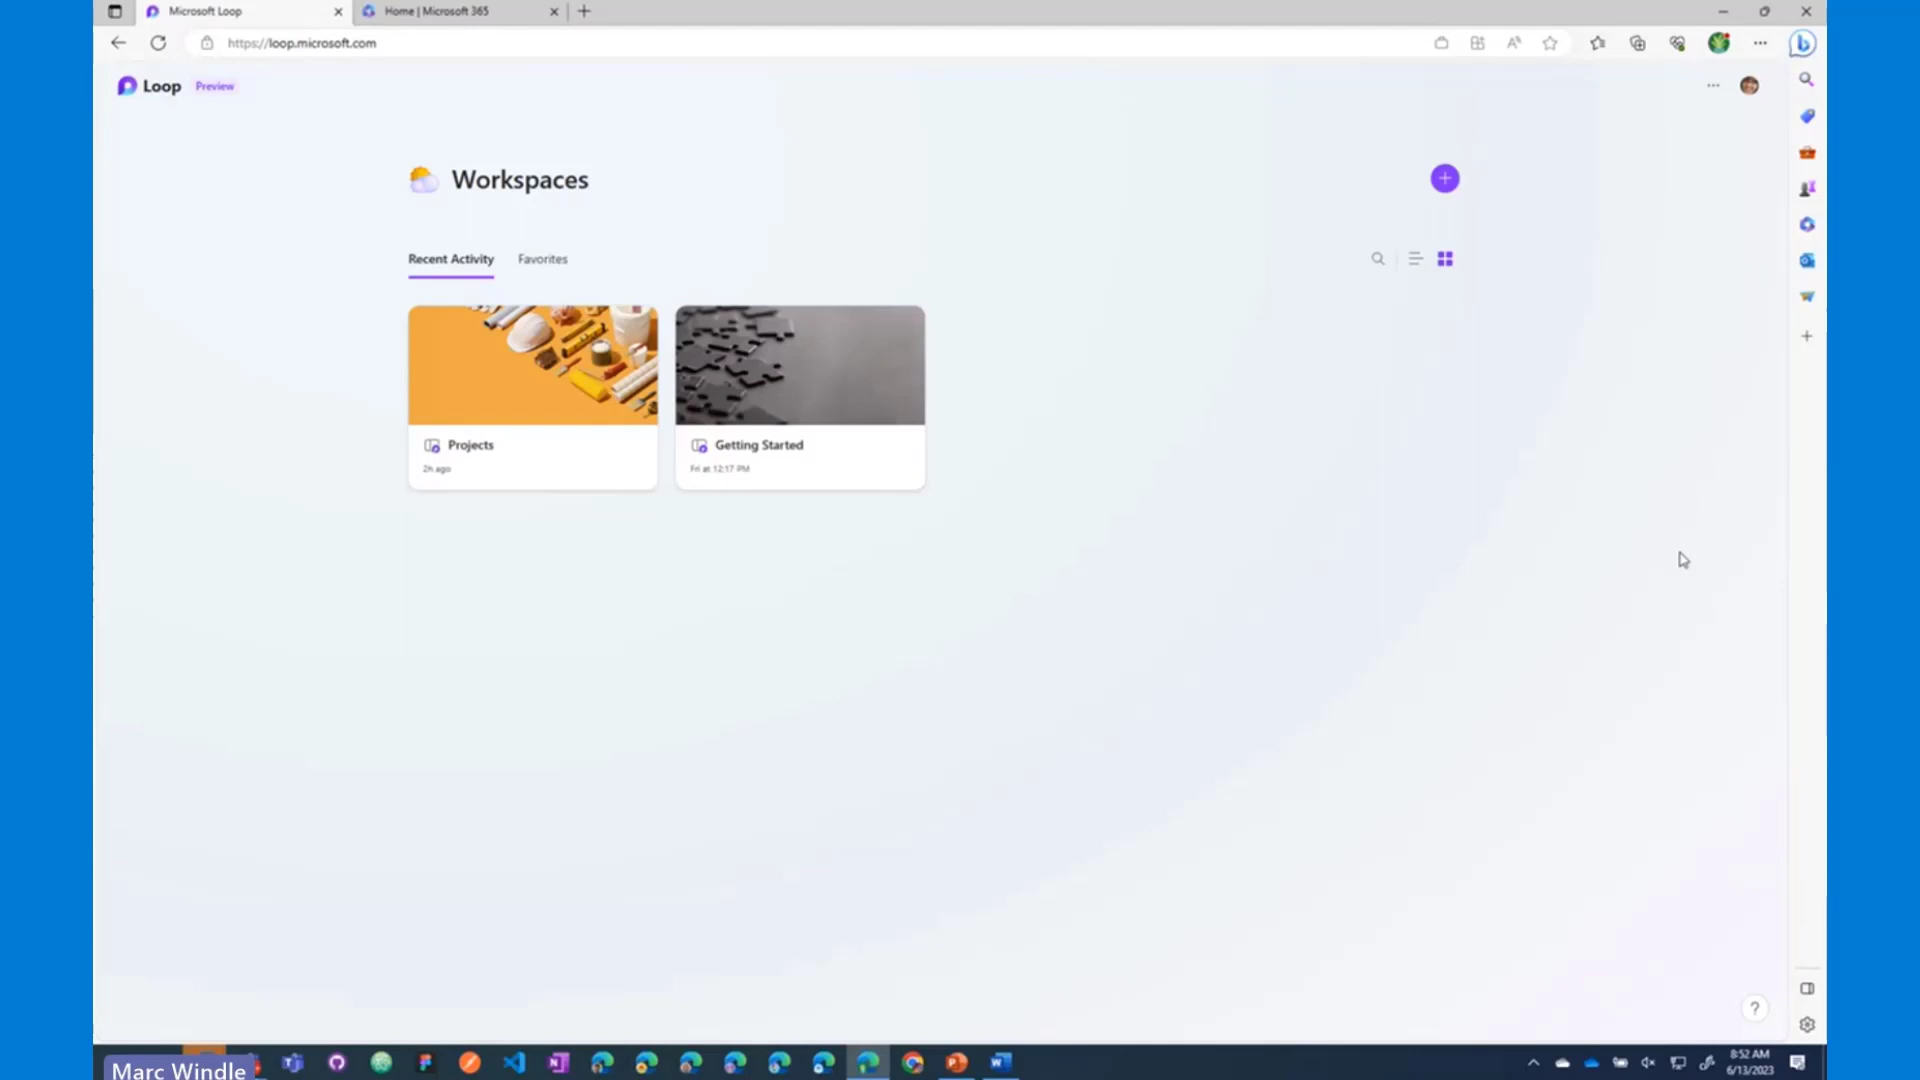 Microsoft Loop
Home | Microsoft 365
https://loop.microsoft.com
Loop Preview
Workspaces
Recent Activity Favorites
Projects
2h ago
Getting Started
Fri at 12:17 PM
8:52 AM
6/13/2023
Marc Windle